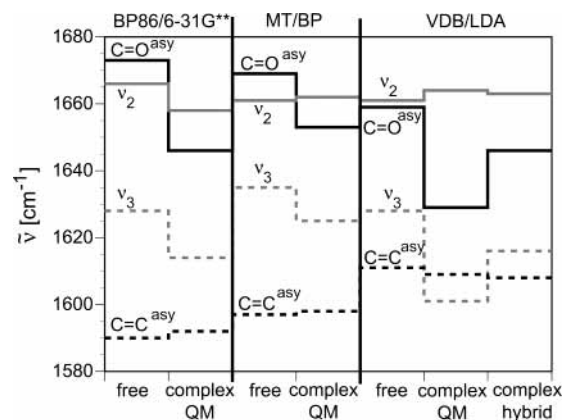 BP86/6-31G** MT/BP VDB/LDA
1680
1660
1640
1620
1600
1580
ν̃ [cm⁻¹]
C=O asy
ν₂
ν₃
C=C asy
C=O asy
ν₂
ν₃
C=C asy
ν₂
C=O asy
ν₃
C=C asy
free complex free complex free complex complex
QM QM QM hybrid